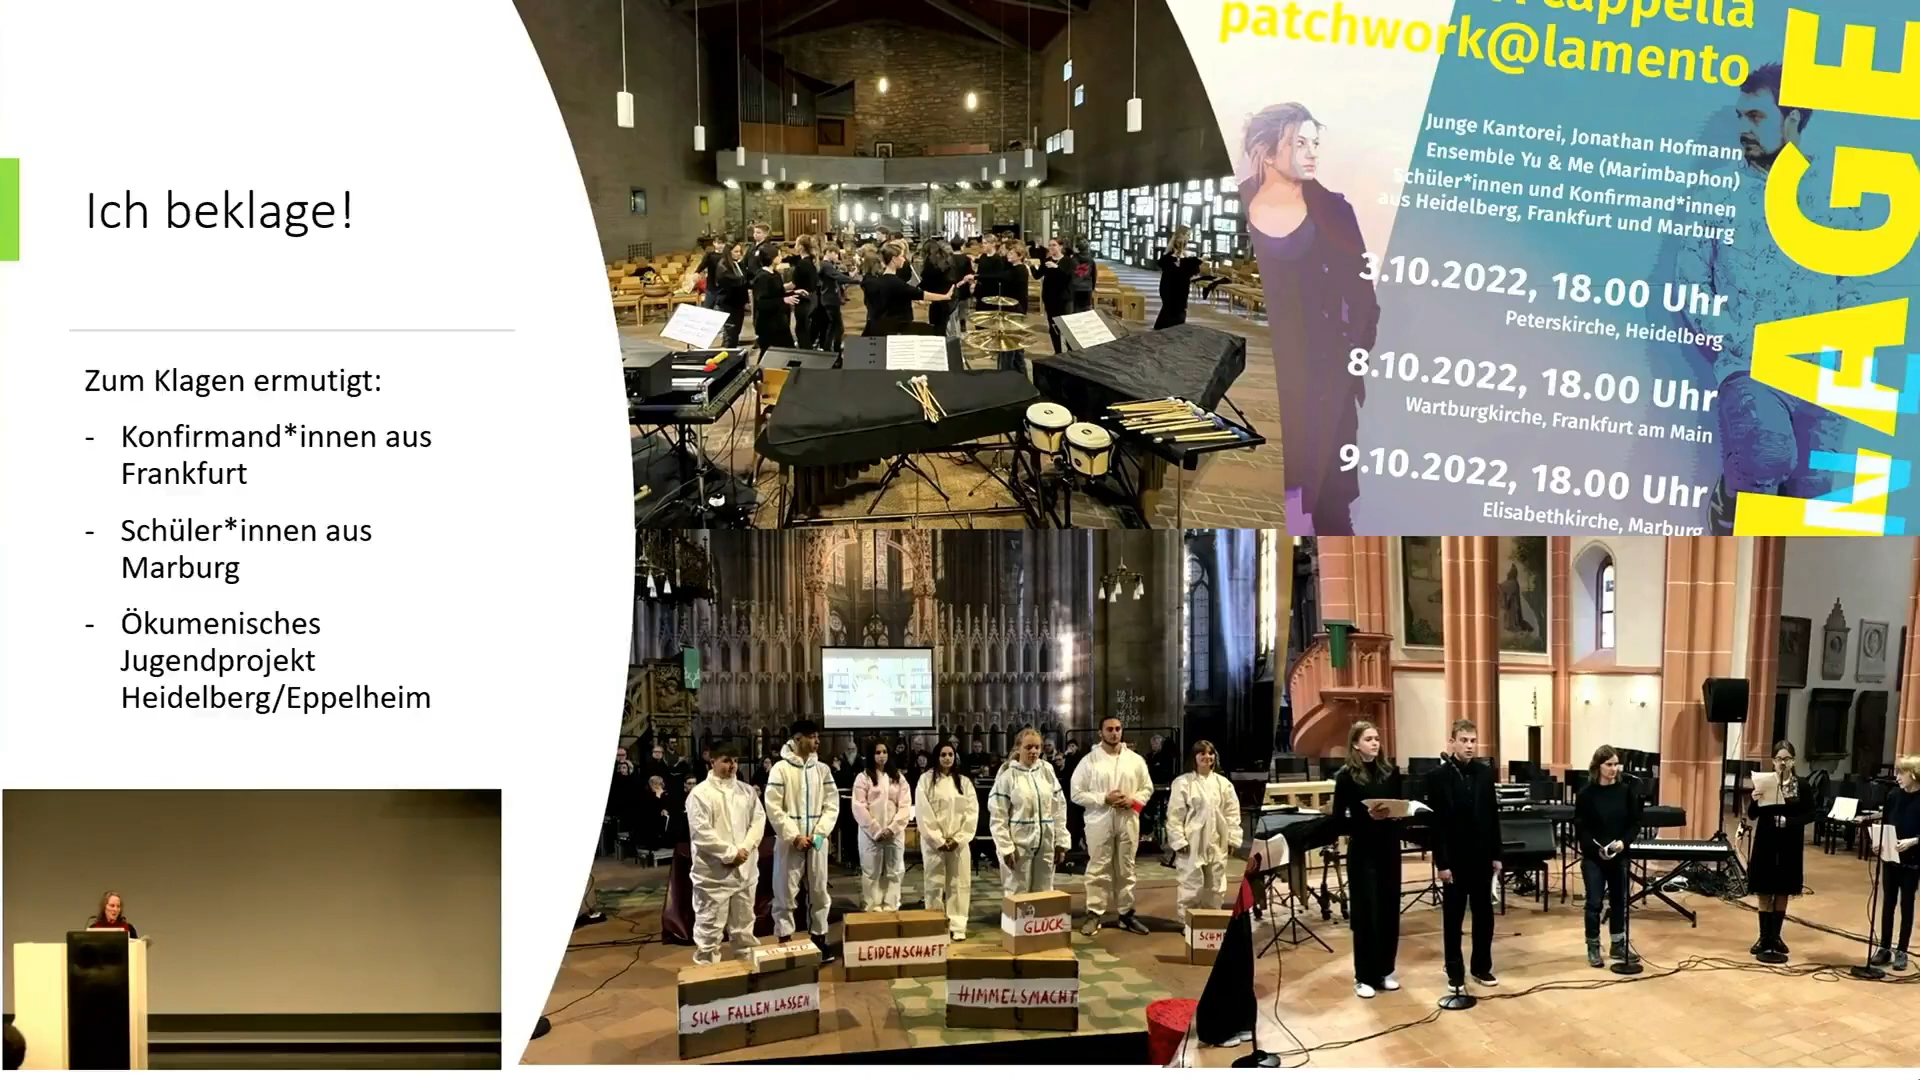 Ich beklage!
Zum Klagen ermutigt:
- Konfirmand*innen aus
Frankfurt
- Schüler*innen aus
Marburg
- Ökumenisches
Jugendprojekt
Heidelberg/Eppelheim
cappella
patchwork@lamento
Junge Kantorei, Jonathan Hofmann
Ensemble Yu & Me (Marimbaphon)
Schüler*innen und Konfirmand*innen
aus Heidelberg, Frankfurt und Marburg
3.10.2022, 18.00 Uhr
Peterskirche, Heidelberg
8.10.2022, 18.00 Uhr
Wartburgkirche, Frankfurt am Main
9.10.2022, 18.00 Uhr
Elisabethkirche, Marburg
LAGE
GLÜCK
LEIDENSCHAFT
HIMMELSMACHT
SICH FALLEN LASSEN